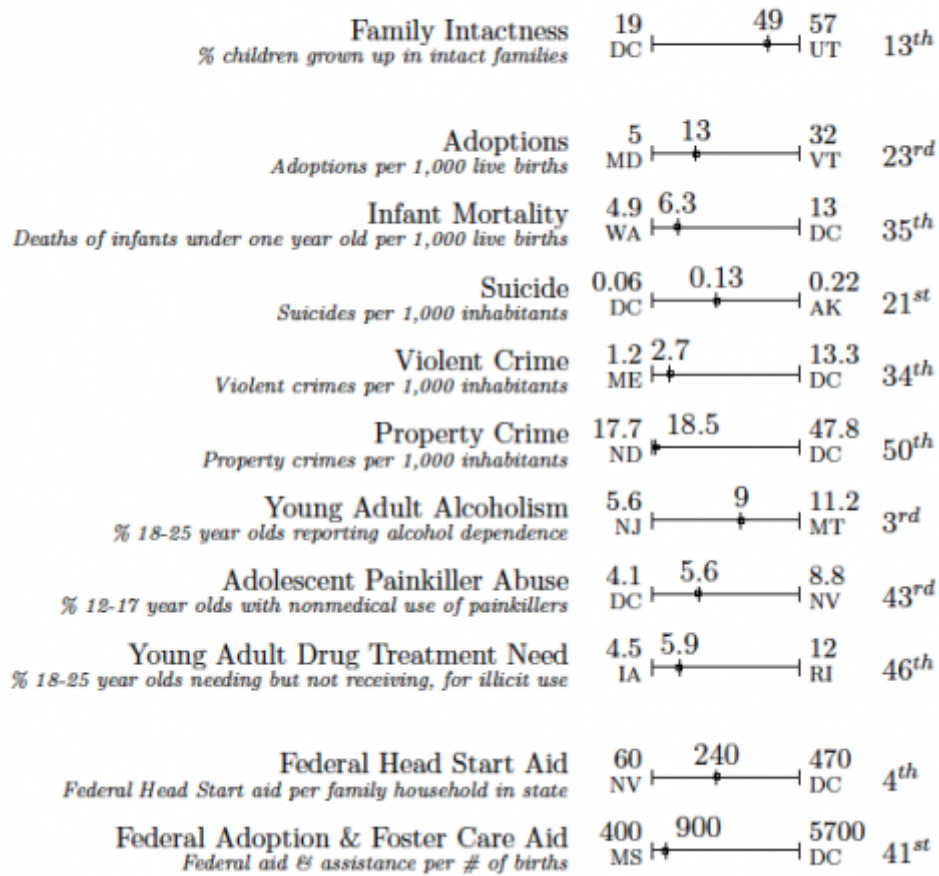 Family Intactness 19 49 57 13th
% children grown up in intact families DC UT
Adoptions 5 13 32 23rd
Adoptions per 1,000 live births MD VT
Infant Mortality 4.9 6.3 13 35th
Deaths of infants under one year old per 1,000 live births WA DC
Suicide 0.06 0.13 0.22 21st
Suicides per 1,000 inhabitants DC AK
Violent Crime 1.2 2.7 13.3 34th
Violent crimes per 1,000 inhabitants ME DC
Property Crime 17.7 18.5 47.8 50th
Property crimes per 1,000 inhabitants ND DC
Young Adult Alcoholism 5.6 9 11.2 3rd
% 18-25 year olds reporting alcohol dependence NJ MT
Adolescent Painkiller Abuse 4.1 5.6 8.8 43rd
% 12-17 year olds with nonmedical use of painkillers DC NV
Young Adult Drug Treatment Need 4.5 5.9 12 46th
% 18-25 year olds needing but not receiving, for illicit use IA RI
Federal Head Start Aid 60 240 470 4th
Federal Head Start aid per family household in state NV DC
Federal Adoption & Foster Care Aid 400 900 5700 41st
Federal aid & assistance per # of births MS DC